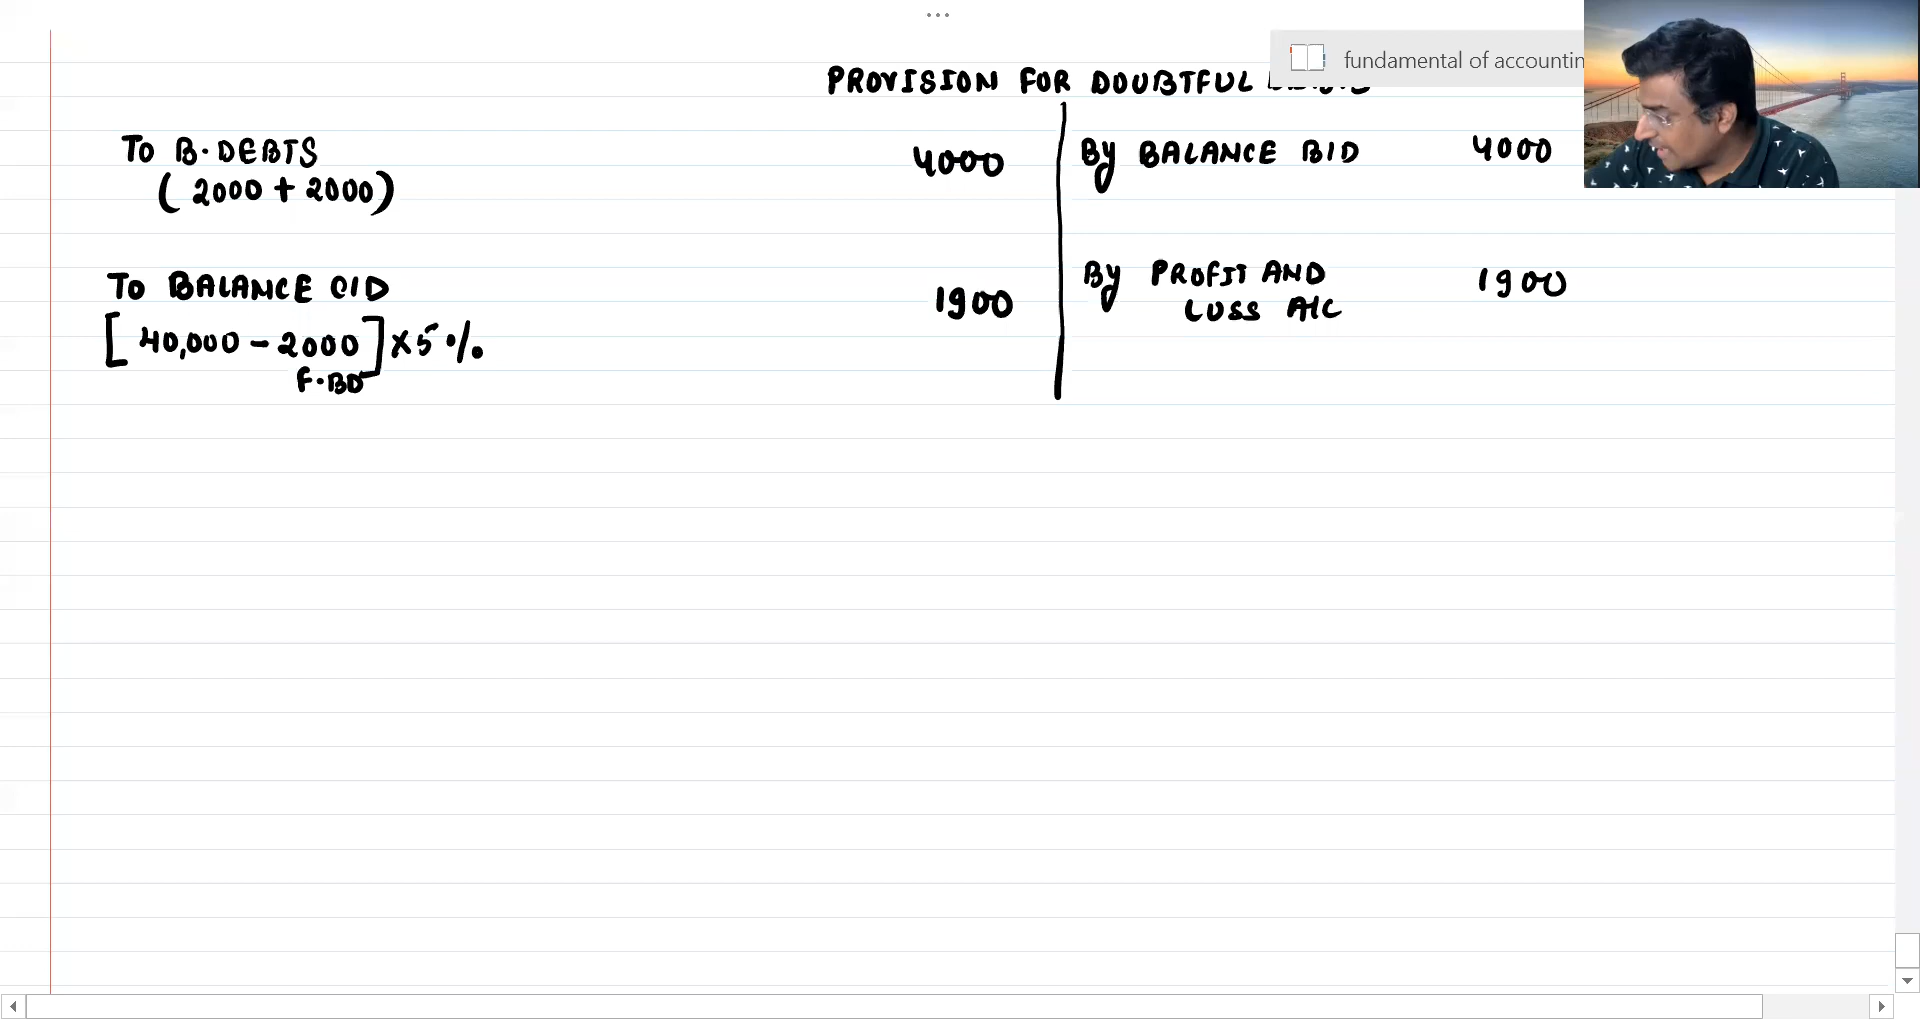 fundamental of accountin
PROVISION FOR DOUBTFUL
To B.DEBTS 4000
(2000 + 2000)
By BALANCE B/D 4000
To BALANCE C/D 1900
[40,000 - 2000] x 5 %
F.BD
By PROFIT AND 1900
LOSS A/C